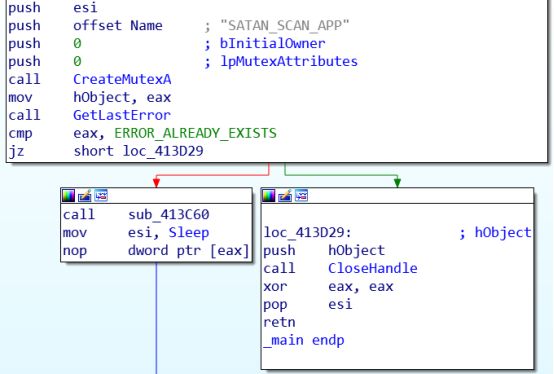 push    esi
push    offset Name    ; "SATAN_SCAN_APP"
push    0              ; bInitialOwner
push    0              ; lpMutexAttributes
call    CreateMutexA
mov     hObject, eax
call    GetLastError
cmp     eax, ERROR_ALREADY_EXISTS
jz      short loc_413D29
call    sub_413C60
mov     esi, Sleep
nop     dword ptr [eax]
loc_413D29:            ; hObject
push    hObject
call    CloseHandle
xor     eax, eax
pop     esi
retn
_main endp